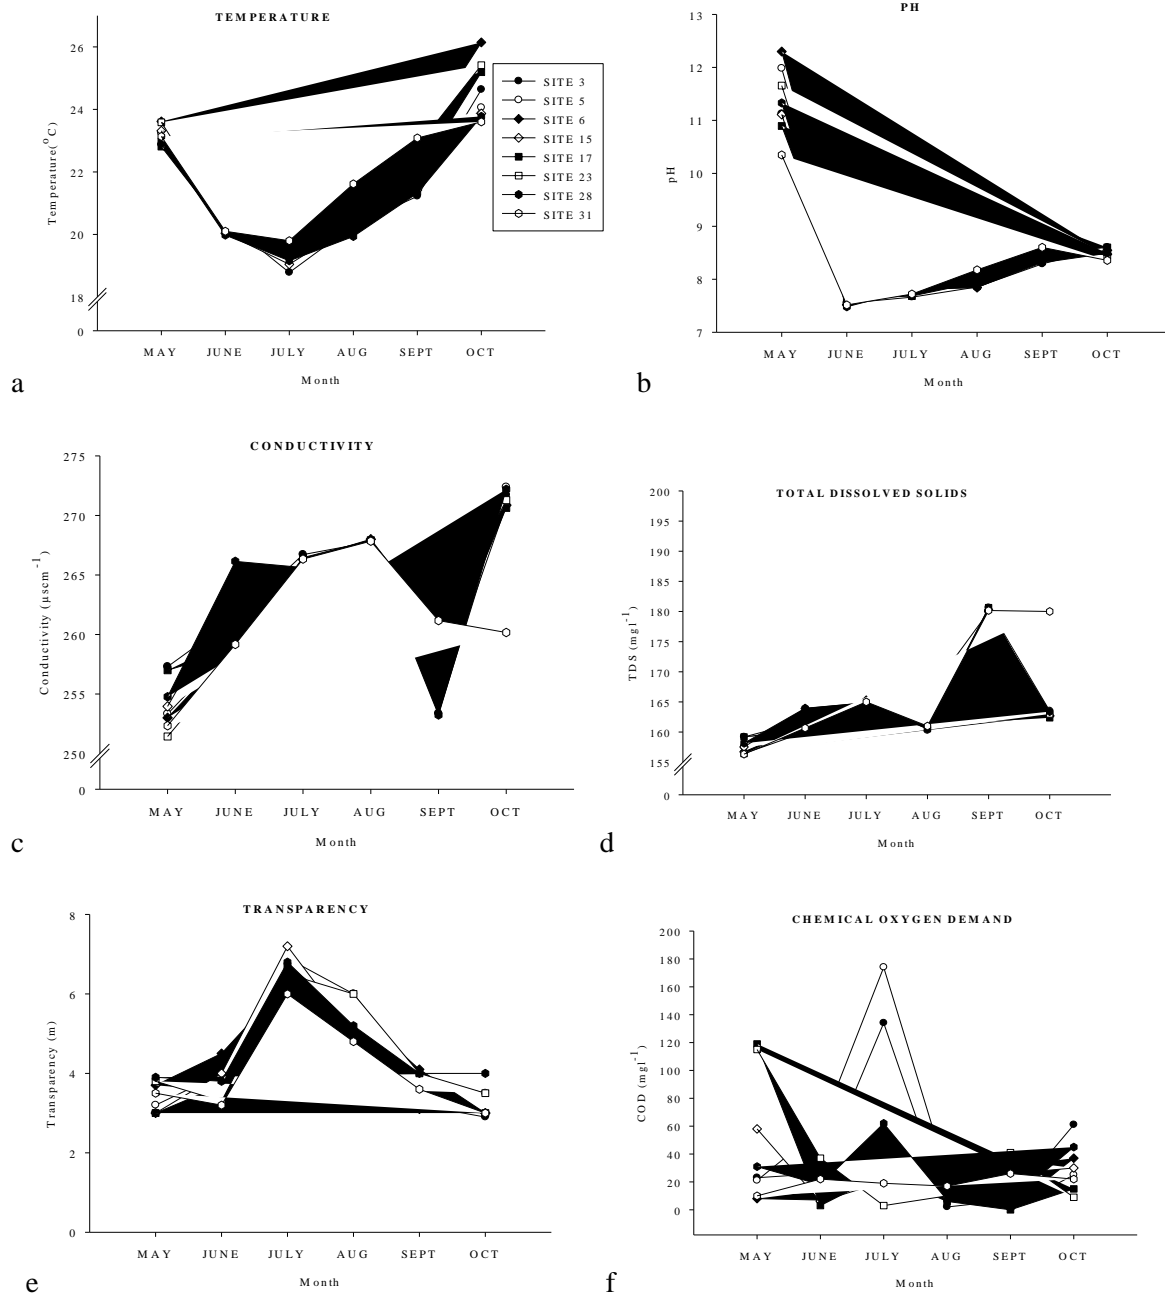 TEMPERATURE
26
24
22
20
18
0
Temperature(°C)
MAY JUNE JULY AUG SEPT OCT
Month
SITE 3
SITE 5
SITE 6
SITE 15
SITE 17
SITE 23
SITE 28
SITE 31
a
PH
13
12
11
10
9
8
7
pH
MAY JUNE JULY AUG SEPT OCT
Month
b
CONDUCTIVITY
275
270
265
260
255
250
0
Conductivity (µscm⁻¹)
MAY JUNE JULY AUG SEPT OCT
Month
c
TOTAL DISSOLVED SOLIDS
200
195
190
185
180
175
170
165
160
155
0
TDS (mgl⁻¹)
MAY JUNE JULY AUG SEPT OCT
Month
d
TRANSPARENCY
8
6
4
2
0
Transparency (m)
MAY JUNE JULY AUG SEPT OCT
Month
e
CHEMICAL OXYGEN DEMAND
200
180
160
140
120
100
80
60
40
20
0
COD (mgl⁻¹)
MAY JUNE JULY AUG SEPT OCT
Month
f